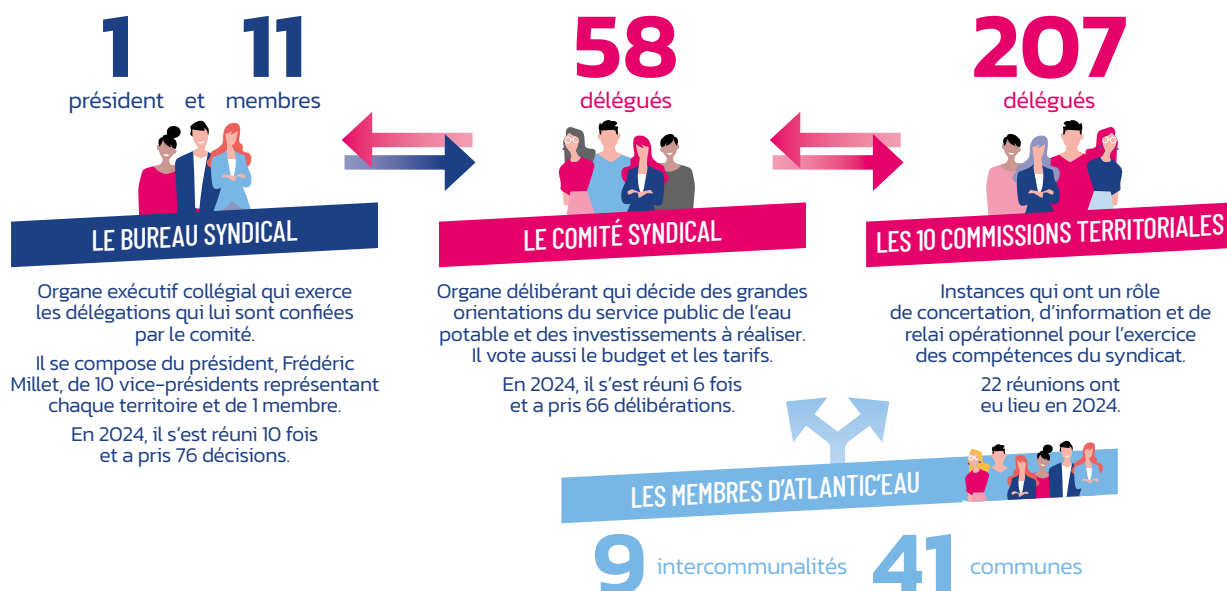 1 11
président et membres
LE BUREAU SYNDICAL
Organe exécutif collégial qui exerce
les délégations qui lui sont confiées
par le comité.
Il se compose du président, Frédéric
Millet, de 10 vice-présidents représentant
chaque territoire et de 1 membre.
En 2024, il s'est réuni 10 fois
et a pris 76 décisions.
58
délégués
LE COMITÉ SYNDICAL
Organe délibérant qui décide des grandes
orientations du service public de l'eau
potable et des investissements à réaliser.
Il vote aussi le budget et les tarifs.
En 2024, il s'est réuni 6 fois
et a pris 66 délibérations.
207
délégués
LES 10 COMMISSIONS TERRITORIALES
Instances qui ont un rôle
de concertation, d'information et de
relai opérationnel pour l'exercice
des compétences du syndicat.
22 réunions ont
eu lieu en 2024.
LES MEMBRES D'ATLANTIC'EAU
9 intercommunalités 41 communes